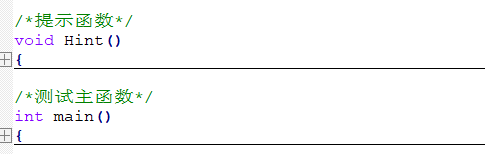 /*提示函数*/
void Hint()
{
/*测试主函数*/
int main()
{